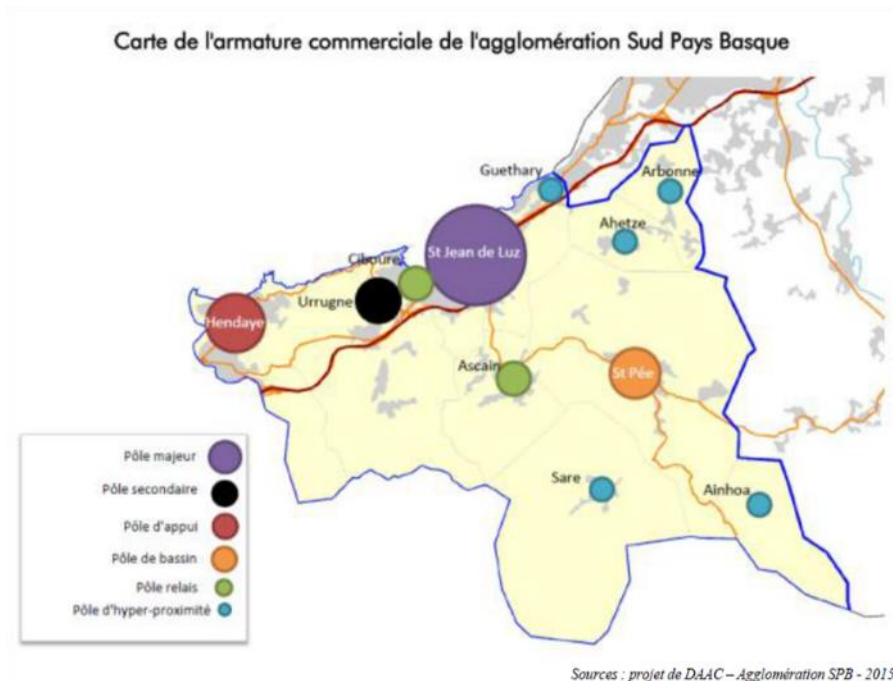 Carte de l'armature commerciale de l'agglomération Sud Pays Basque
Guethary
Arbonne
Ahetze
St Jean de Luz
Ciboure
Urrugne
Hendaye
Ascain
St Pée
Sare
Ainhoa
Pôle majeur
Pôle secondaire
Pôle d'appui
Pôle de bassin
Pôle relais
Pôle d'hyper-proximité
Sources : projet de DAAC – Agglomération SPB - 2015